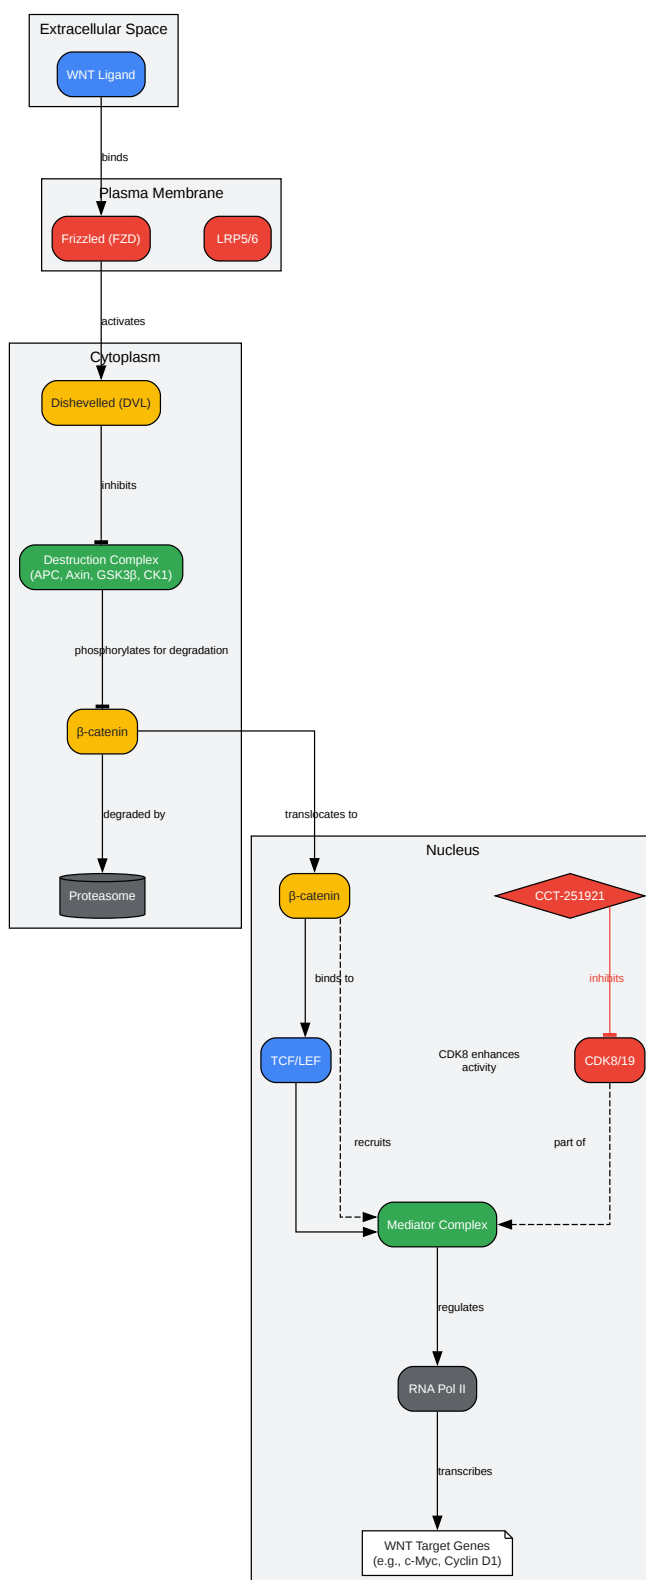 Extracellular Space
WNT Ligand
binds
Plasma Membrane
Frizzled (FZD)
LRP5/6
activates
Cytoplasm
Dishevelled (DVL)
inhibits
Destruction Complex
(APC, Axin, GSK3β, CK1)
phosphorylates for degradation
β-catenin
degraded by
translocates to
Proteasome
Nucleus
β-catenin
CCT-251921
binds to
inhibits
TCF/LEF
CDK8 enhances
activity
CDK8/19
recruits
part of
Mediator Complex
regulates
RNA Pol II
transcribes
WNT Target Genes
(e.g., c-Myc, Cyclin D1)